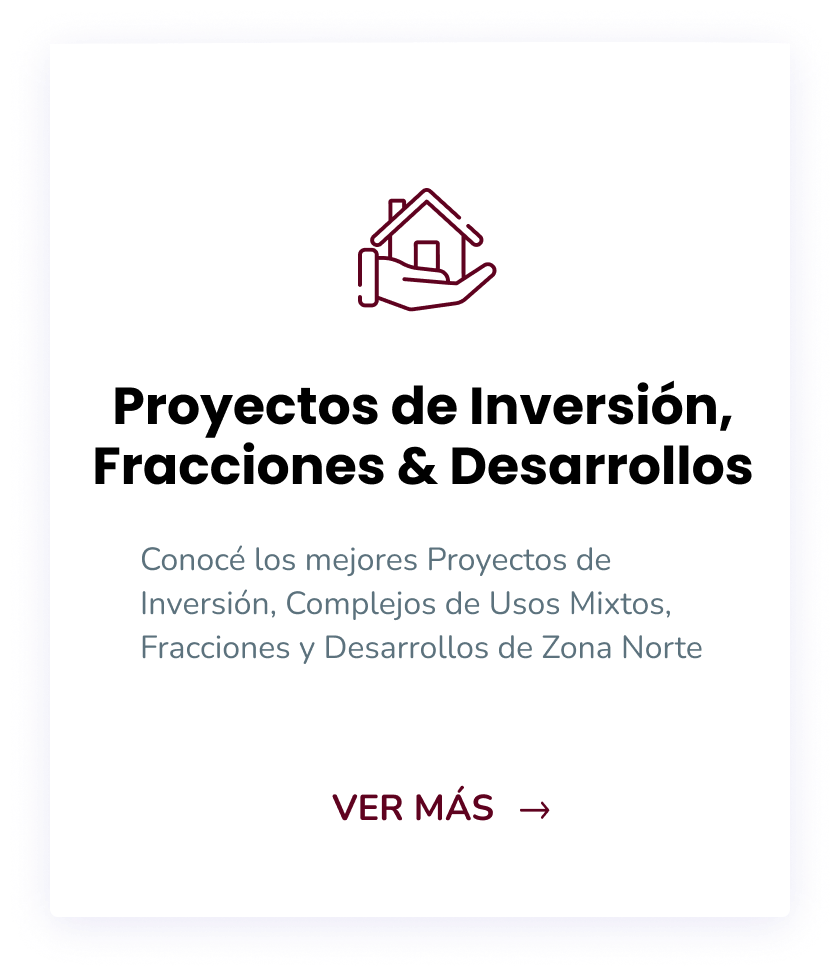 Proyectos de Inversión,
Fracciones & Desarrollos
Conocé los mejores Proyectos de
Inversión, Complejos de Usos Mixtos,
Fracciones y Desarrollos de Zona Norte
VER MÁS →